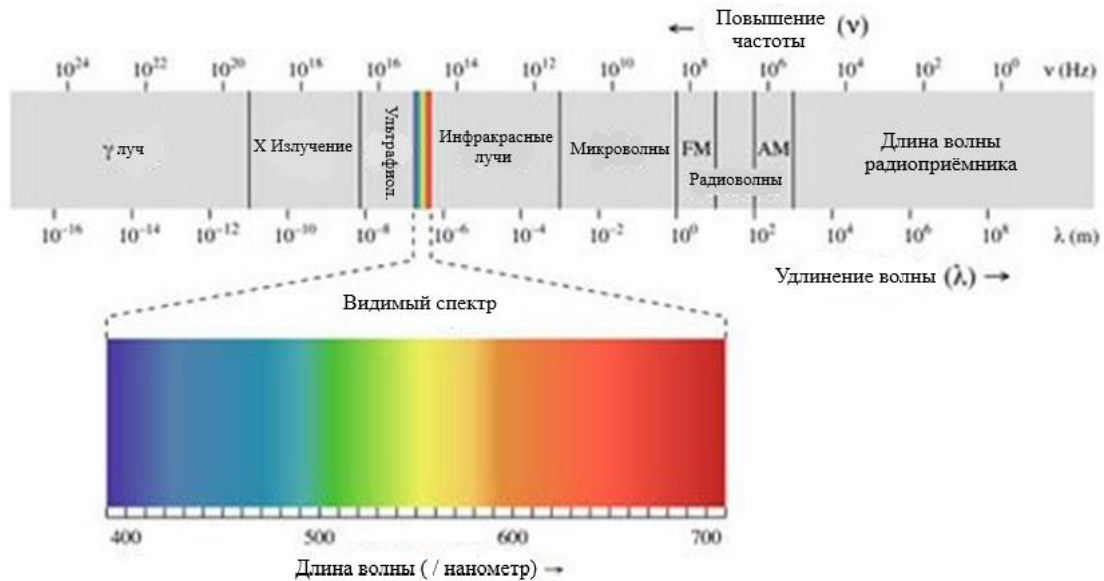 Повышение
← частоты (ν)
10²⁴ 10²² 10²⁰ 10¹⁸ 10¹⁶ 10¹⁴ 10¹² 10¹⁰ 10⁸ 10⁶ 10⁴ 10² 10⁰ ν (Hz)
γ луч
X Излучение
Ультрафиол.
Инфракрасные
лучи
Микроволны
FM
AM
Радиоволны
Длина волны
радиоприёмника
10⁻¹⁶ 10⁻¹⁴ 10⁻¹² 10⁻¹⁰ 10⁻⁸ 10⁻⁶ 10⁻⁴ 10⁻² 10⁰ 10² 10⁴ 10⁶ 10⁸ λ (m)
Удлинение волны (λ) →
Видимый спектр
400 500 600 700
Длина волны ( / нанометр) →